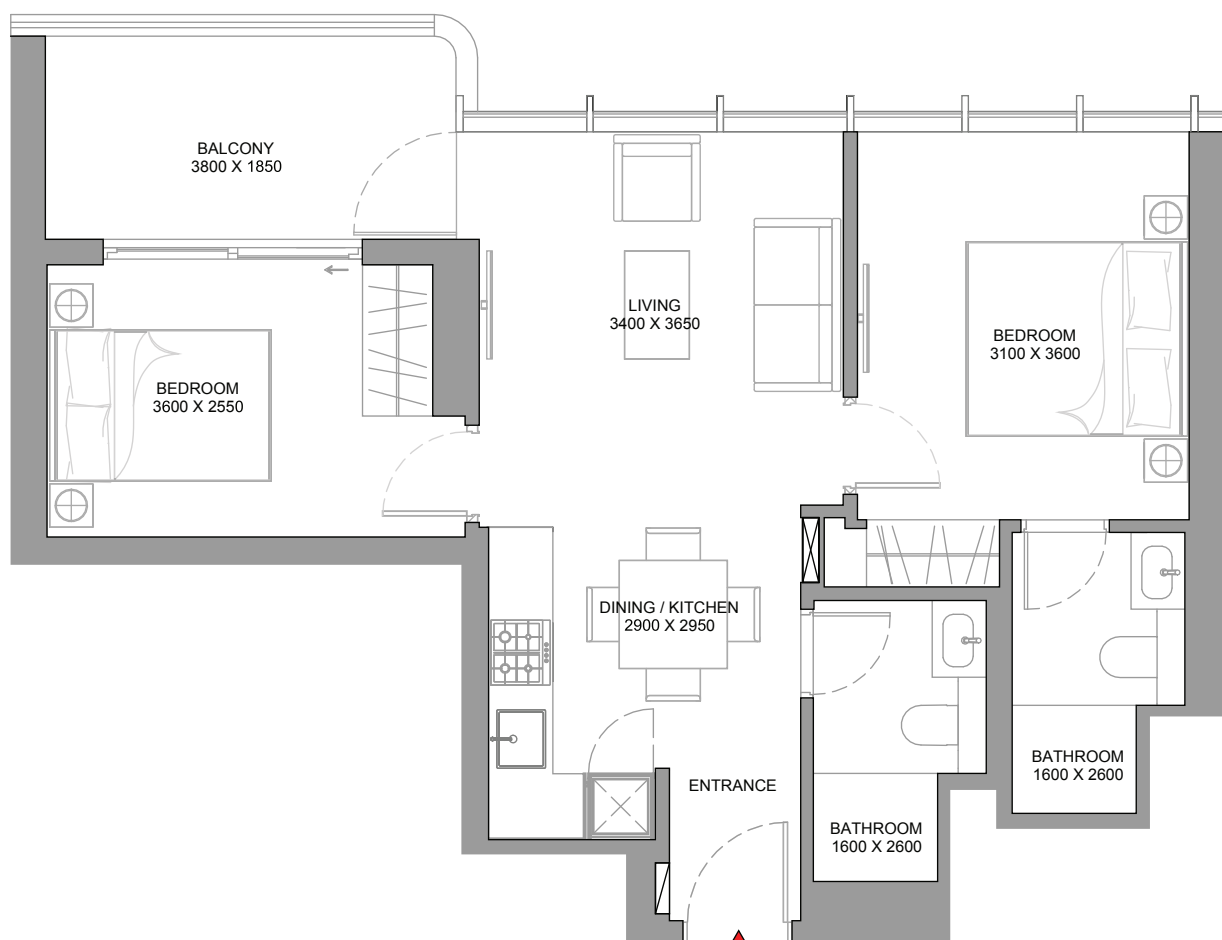 BALCONY
3800 X 1850
LIVING
3400 X 3650
BEDROOM
3100 X 3600
BEDROOM
3600 X 2550
DINING / KITCHEN
2900 X 2950
ENTRANCE
BATHROOM
1600 X 2600
BATHROOM
1600 X 2600